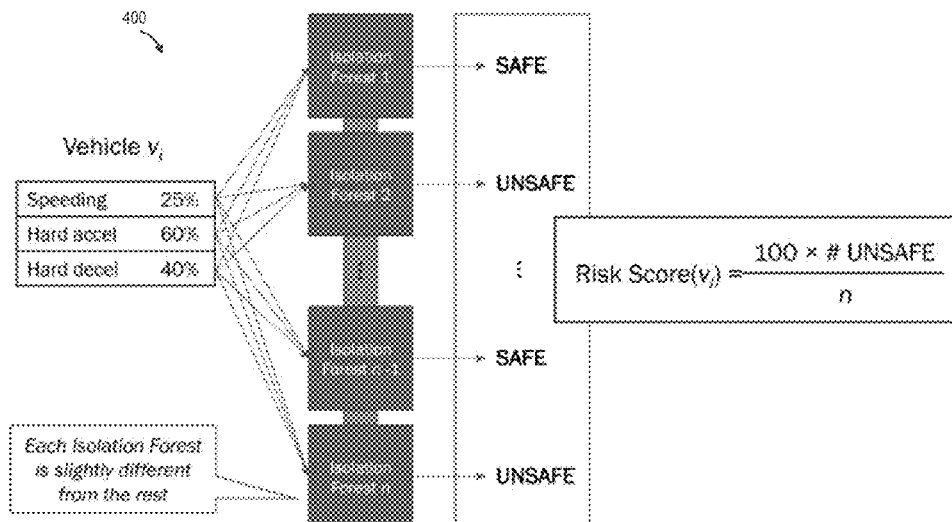 400
Vehicle vᵢ
Speeding 25%
Hard accel 60%
Hard decel 40%
Each Isolation Forest
is slightly different
from the rest
Isolation
Forest 1
Isolation
Forest 2
Isolation
Forest n - 1
Isolation
Forest n
SAFE
UNSAFE
⋮
SAFE
UNSAFE
Risk Score(vᵢ) = 100 × # UNSAFE
n